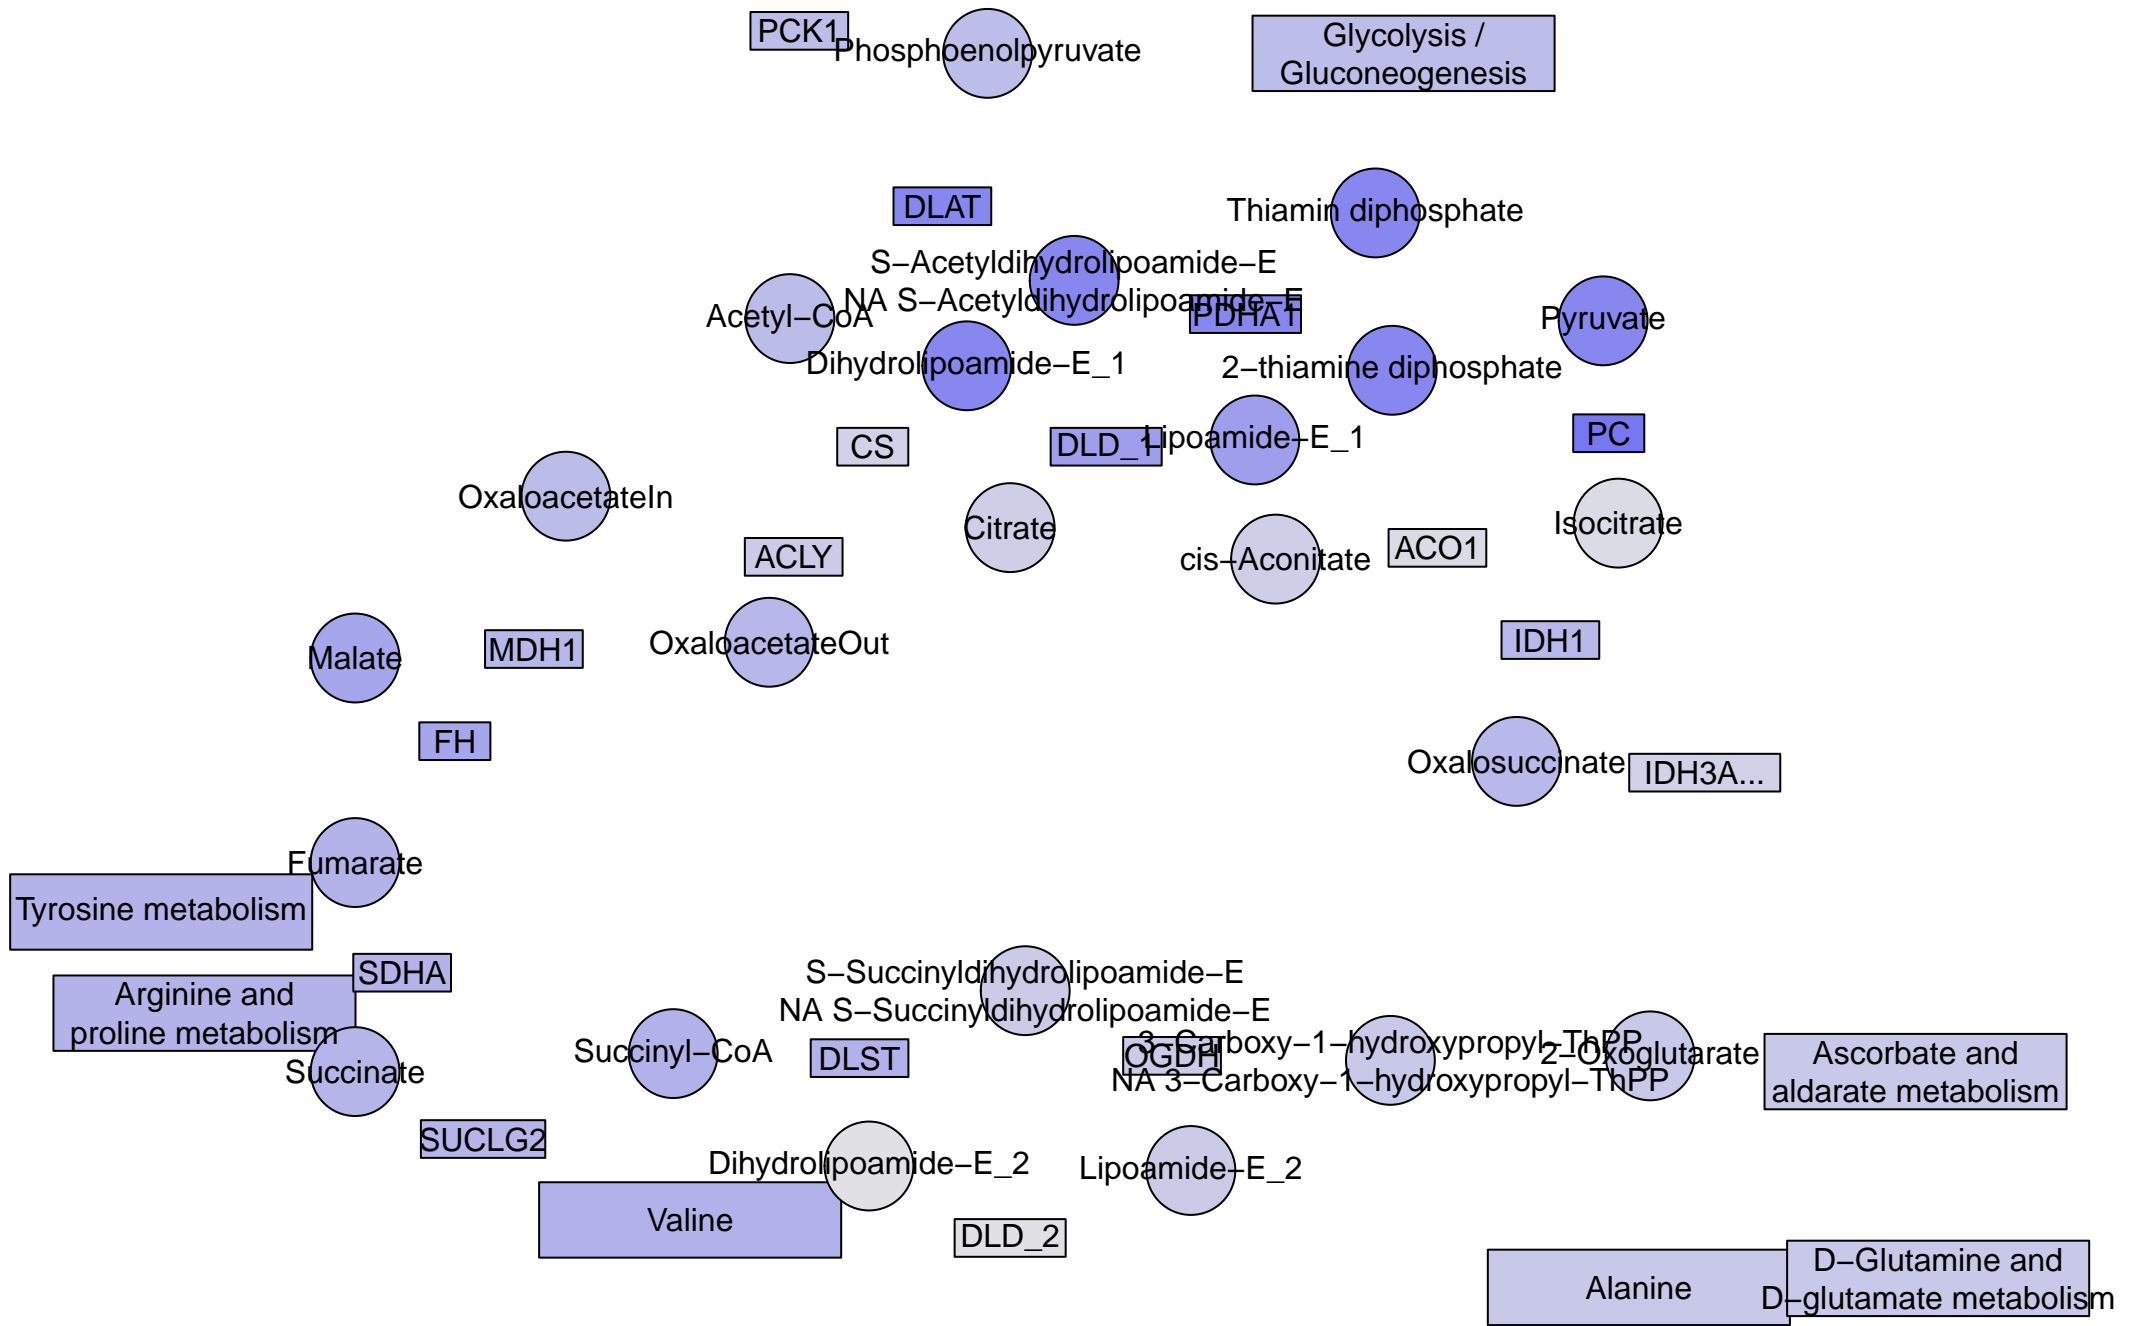 PCK1
Phosphoenolpyruvate
Glycolysis /
Gluconeogenesis
DLAT
Thiamin diphosphate
S−Acetyldihydrolipoamide−E
NA S−Acetyldihydrolipoamide−E
Acetyl−CoA
PDHA1
Pyruvate
Dihydrolipoamide−E_1
2−thiamine diphosphate
CS
DLD_1
Lipoamide−E_1
PC
OxaloacetateIn
Citrate
Isocitrate
ACLY
cis−Aconitate
ACO1
Malate
MDH1
OxaloacetateOut
IDH1
FH
Oxalosuccinate
IDH3A...
Fumarate
Tyrosine metabolism
SDHA
Arginine and
proline metabolism
S−Succinyldihydrolipoamide−E
NA S−Succinyldihydrolipoamide−E
Succinate
Succinyl−CoA
DLST
OGDH
3−Carboxy−1−hydroxypropyl−ThPP
NA 3−Carboxy−1−hydroxypropyl−ThPP
2−Oxoglutarate
Ascorbate and
aldarate metabolism
SUCLG2
Dihydrolipoamide−E_2
Lipoamide−E_2
Valine
DLD_2
Alanine
D−Glutamine and
D−glutamate metabolism